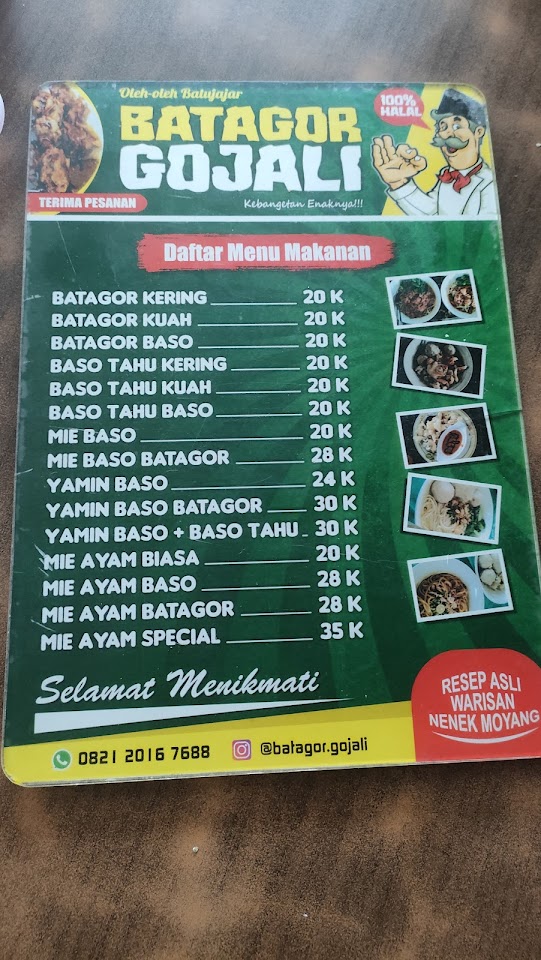 Oleh-oleh Batujajar
BATAGOR
GOJALI
Kebangetan Enaknya!!!
100%
HALAL
TERIMA PESANAN
Daftar Menu Makanan
BATAGOR KERING 20 K
BATAGOR KUAH 20 K
BATAGOR BASO 20 K
BASO TAHU KERING 20 K
BASO TAHU KUAH 20 K
BASO TAHU BASO 20 K
MIE BASO 20 K
MIE BASO BATAGOR 28 K
YAMIN BASO 24 K
YAMIN BASO BATAGOR 30 K
YAMIN BASO + BASO TAHU 30 K
MIE AYAM BIASA 20 K
MIE AYAM BASO 28 K
MIE AYAM BATAGOR 28 K
MIE AYAM SPECIAL 35 K
Selamat Menikmati
RESEP ASLI
WARISAN
NENEK MOYANG
0821 2016 7688
@batagor.gojali